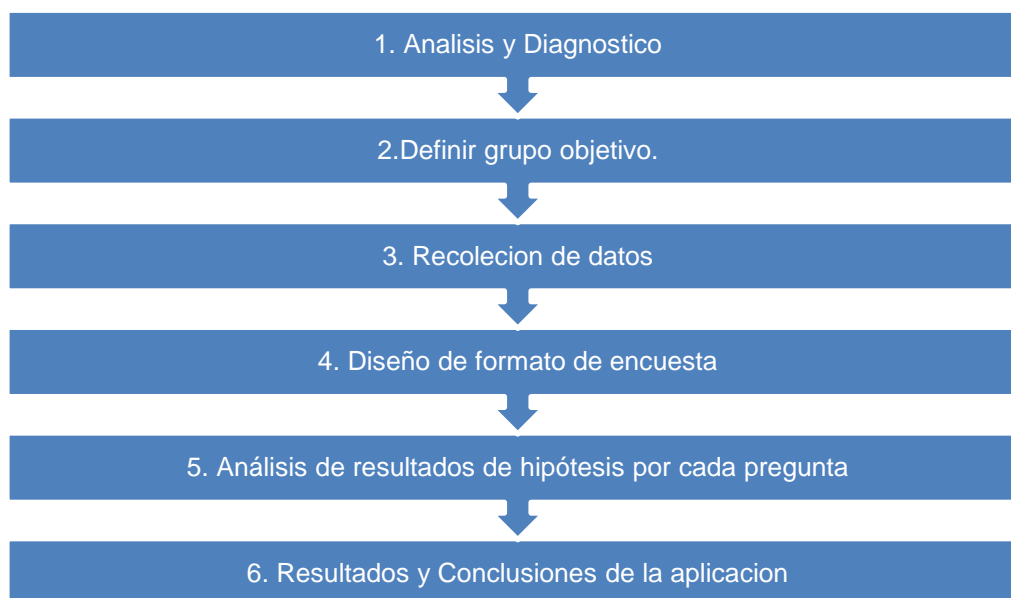 1. Analisis y Diagnostico
2.Definir grupo objetivo.
3. Recolecion de datos
4. Diseño de formato de encuesta
5. Análisis de resultados de hipótesis por cada pregunta
6. Resultados y Conclusiones de la aplicacion